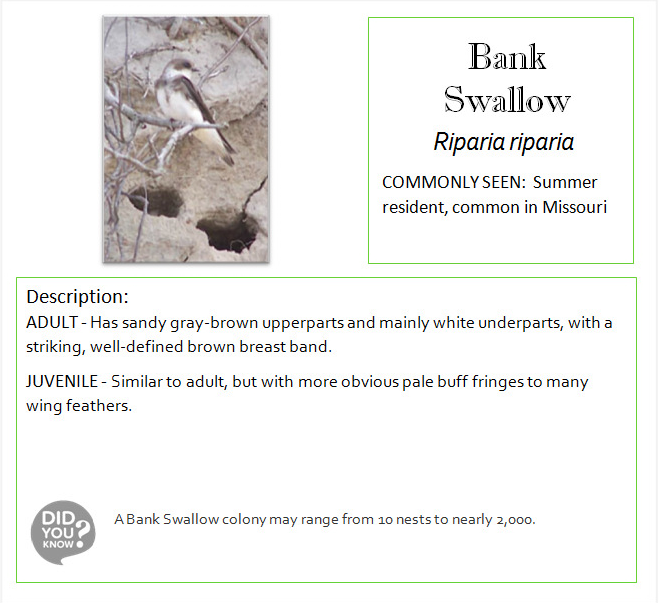 Bank
Swallow
Riparia riparia
COMMONLY SEEN: Summer
resident, common in Missouri
Description:
ADULT - Has sandy gray-brown upperparts and mainly white underparts, with a
striking, well-defined brown breast band.
JUVENILE - Similar to adult, but with more obvious pale buff fringes to many
wing feathers.
DID
YOU
KNOW?
A Bank Swallow colony may range from 10 nests to nearly 2,000.